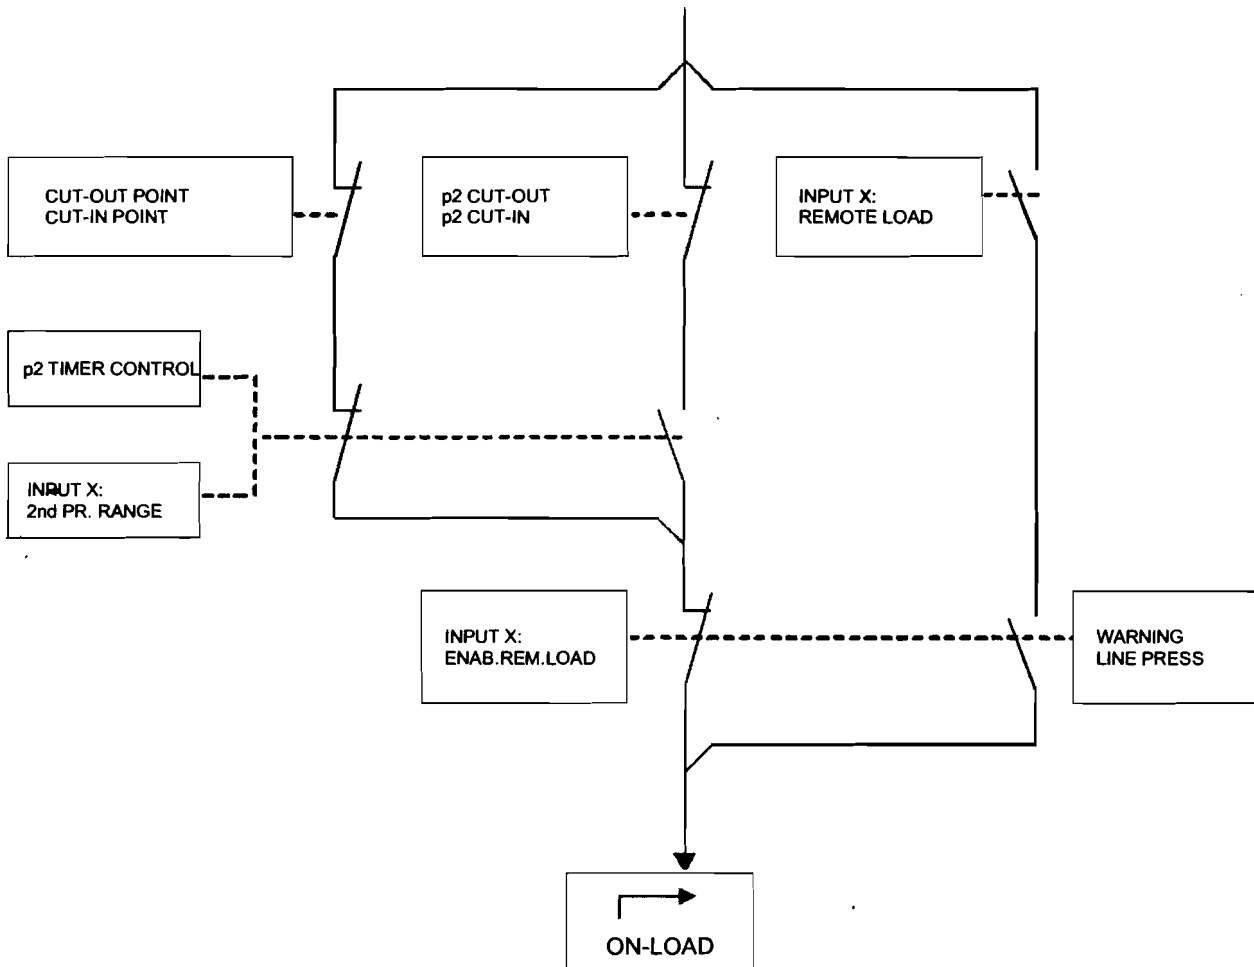 CUT-OUT POINT
CUT-IN POINT
p2 CUT-OUT
p2 CUT-IN
INPUT X:
REMOTE LOAD
p2 TIMER CONTROL
INPUT X:
2nd PR. RANGE
INPUT X:
ENAB.REM.LOAD
WARNING
LINE PRESS
ON-LOAD